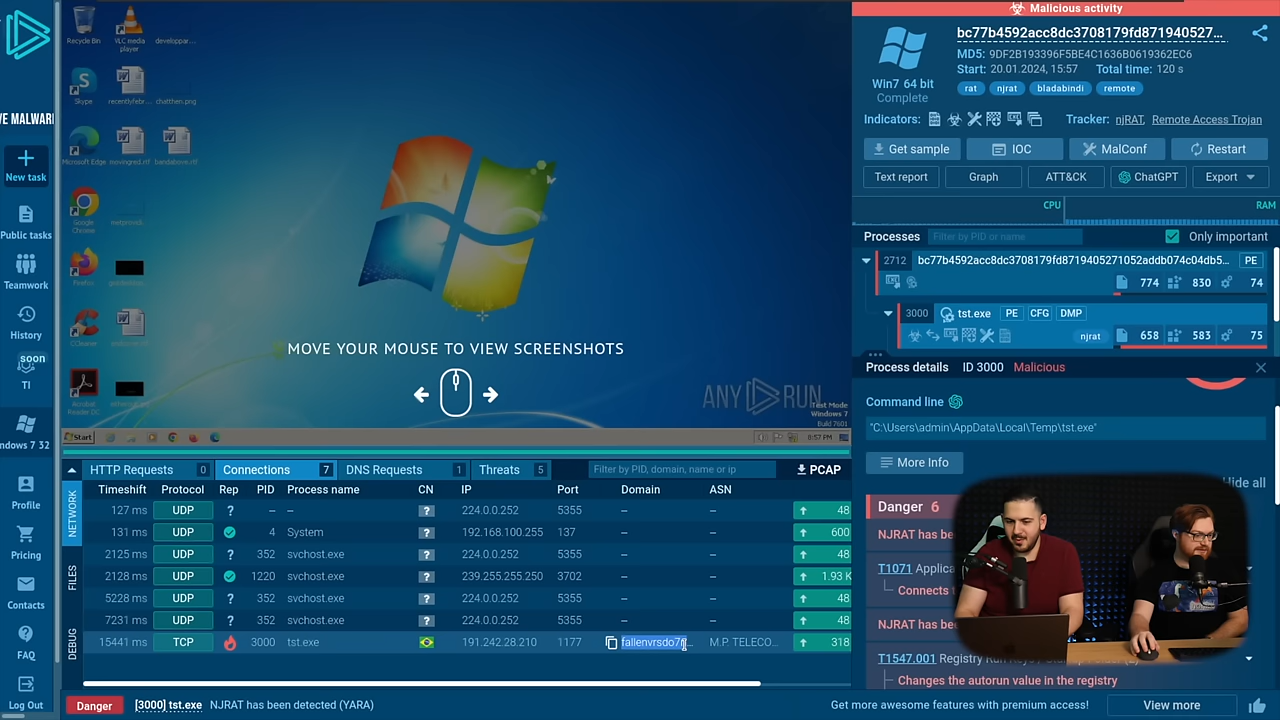 VE MALWAR
New task
Public tasks
Teamwork
History
soon
TI
ndows 7 32
Profile
Pricing
Contacts
FAQ
Log Out
Recycle Bin
VLC media player
developpar...
Skype
recentlyfebr...
chatthen.png
Microsoft Edge
movingred.rtf
bandabove.rtf
Google Chrome
Firefox
CCleaner
Acrobat Reader DC
MOVE YOUR MOUSE TO VIEW SCREENSHOTS
ANY RUN
Test Mode
Windows 7
Build 7601
Start
8:57 PM
HTTP Requests 0
Connections 7
DNS Requests 1
Threats 5
Filter by PID, domain, name or ip
PCAP
NETWORK
FILES
DEBUG
Timeshift Protocol Rep PID Process name CN IP Port Domain ASN
127 ms UDP ? – – ? 224.0.0.252 5355 – – 48
131 ms UDP 4 System ? 192.168.100.255 137 – – 600
2125 ms UDP ? 352 svchost.exe ? 224.0.0.252 5355 – – 48
2128 ms UDP 1220 svchost.exe ? 239.255.255.250 3702 – – 1.93 K
5228 ms UDP ? 352 svchost.exe ? 224.0.0.252 5355 – – 48
7231 ms UDP ? 352 svchost.exe ? 224.0.0.252 5355 – – 48
15441 ms TCP 3000 tst.exe 191.242.28.210 1177 M.P. TELECO... 318
Danger [3000] tst.exe NJRAT has been detected (YARA)
Get more awesome features with premium access! View more
Malicious activity
bc77b4592acc8dc3708179fd871940527...
MD5: 9DF2B193396F5BE4C1636B0619362EC6
Start: 20.01.2024, 15:57 Total time: 120 s
Win7 64 bit
Complete
rat njrat bladabindi remote
Indicators:
Tracker: njRAT, Remote Access Trojan
Get sample IOC MalConf Restart
Text report Graph ATT&CK ChatGPT Export
CPU RAM
Processes Filter by PID or name Only important
2712 bc77b4592acc8dc3708179fd8719405271052addb074c04db5... PE
774 830 74
3000 tst.exe PE CFG DMP
njrat 658 583 75
Process details ID 3000 Malicious
Command line
"C:\Users\admin\AppData\Local\Temp\tst.exe"
More Info
Hide all
Danger 6
NJRAT has be
T1071 Applica
Connects
NJRAT has be
T1547.001 Registry Run Keys
Changes the autorun value in the registry